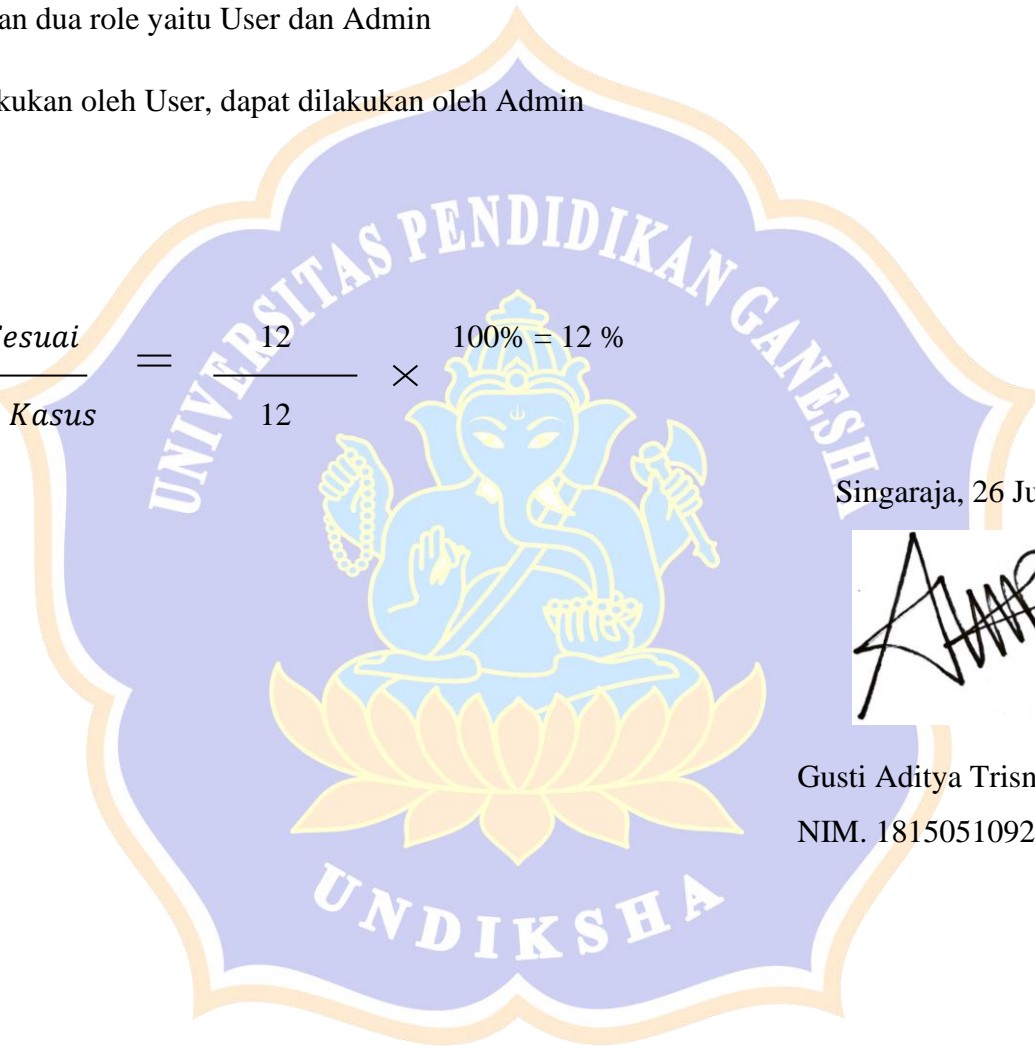 an dua role yaitu User dan Admin
kukan oleh User, dapat dilakukan oleh Admin
UNIVERSITAS PENDIDIKAN GANESHA
esuai = 12 × 100% = 12 %
Kasus 12
Singaraja, 26 Ju
Gusti Aditya Trisn
NIM. 1815051092
UNDIKSHA